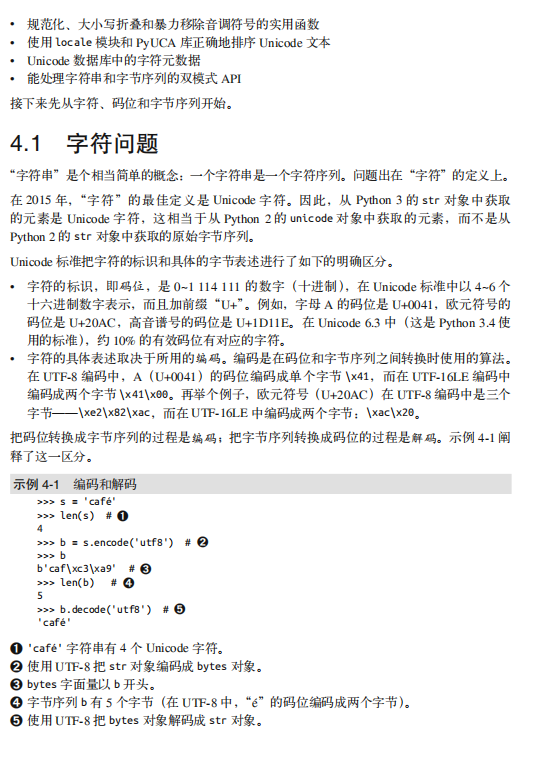 • 规范化、大小写折叠和暴力移除音调符号的实用函数
• 使用 locale 模块和 PyUCA 库正确地排序 Unicode 文本
• Unicode 数据库中的字符元数据
• 能处理字符串和字节序列的双模式 API
接下来先从字符、码位和字节序列开始。
4.1 字符问题
“字符串”是个相当简单的概念：一个字符串是一个字符序列。问题出在“字符”的定义上。
在 2015 年，“字符”的最佳定义是 Unicode 字符。因此，从 Python 3 的 str 对象中获取
的元素是 Unicode 字符，这相当于从 Python 2 的 unicode 对象中获取的元素，而不是从
Python 2 的 str 对象中获取的原始字节序列。
Unicode 标准把字符的标识和具体的字节表述进行了如下的明确区分。
• 字符的标识，即码位，是 0~1 114 111 的数字（十进制），在 Unicode 标准中以 4~6 个
十六进制数字表示，而且加前缀“U+”。例如，字母 A 的码位是 U+0041，欧元符号的
码位是 U+20AC，高音谱号的码位是 U+1D11E。在 Unicode 6.3 中（这是 Python 3.4 使
用的标准），约 10% 的有效码位有对应的字符。
• 字符的具体表述取决于所用的编码。编码是在码位和字节序列之间转换时使用的算法。
在 UTF-8 编码中，A（U+0041）的码位编码成单个字节 \x41，而在 UTF-16LE 编码中
编码成两个字节 \x41\x00。再举个例子，欧元符号（U+20AC）在 UTF-8 编码中是三个
字节——\xe2\x82\xac，而在 UTF-16LE 中编码成两个字节：\xac\x20。
把码位转换成字节序列的过程是编码；把字节序列转换成码位的过程是解码。示例 4-1 阐
释了这一区分。
示例 4-1 编码和解码
>>> s = 'café'
>>> len(s) # ❶
4
>>> b = s.encode('utf8') # ❷
>>> b
b'caf\xc3\xa9' # ❸
>>> len(b) # ❹
5
>>> b.decode('utf8') # ❺
'café'
❶ 'café' 字符串有 4 个 Unicode 字符。
❷ 使用 UTF-8 把 str 对象编码成 bytes 对象。
❸ bytes 字面量以 b 开头。
❹ 字节序列 b 有 5 个字节（在 UTF-8 中，“é”的码位编码成两个字节）。
❺ 使用 UTF-8 把 bytes 对象解码成 str 对象。